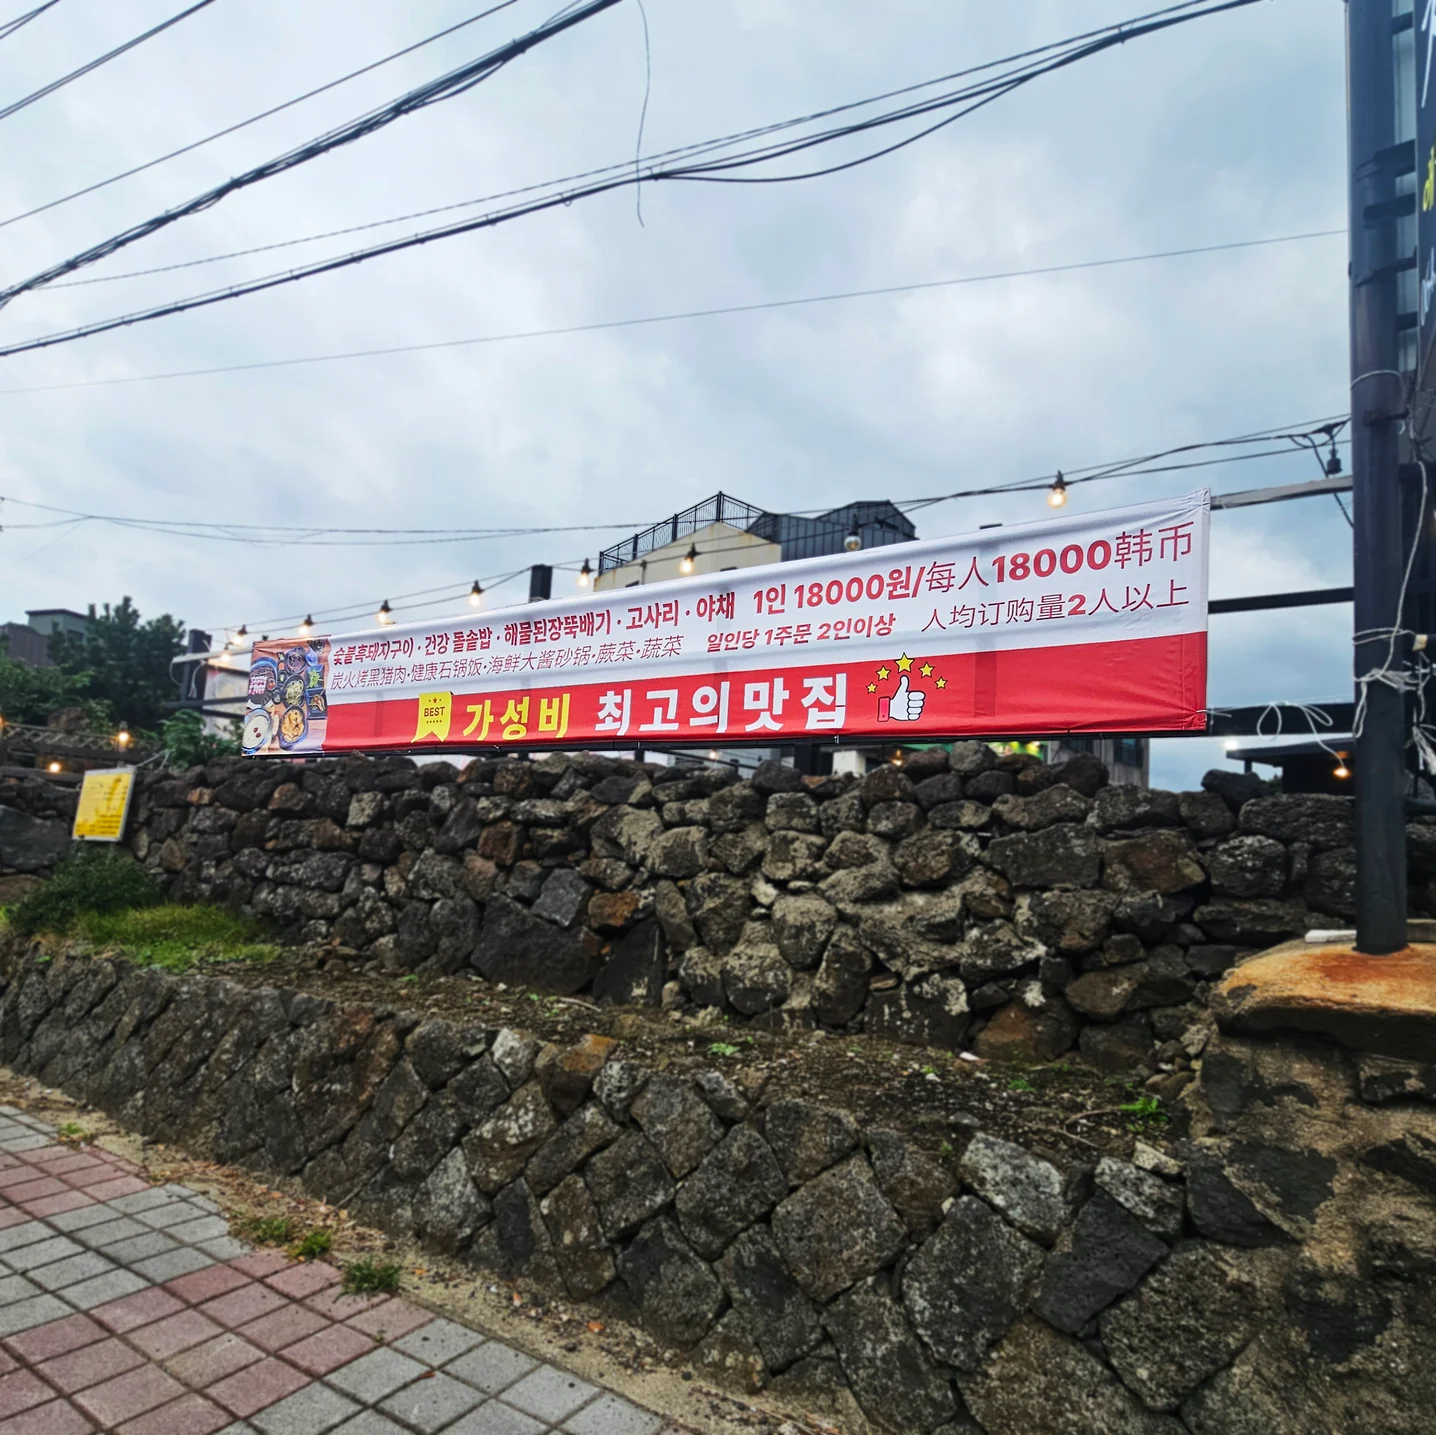 숯불흑돼지구이 · 건강 돌솥밥 · 해물된장뚝배기 · 고사리 · 야채 1인 18000원/每人18000韩币
炭火烤黑猪肉·健康石锅饭·海鲜大酱砂锅·蕨菜·蔬菜 일인당 1주문 2인이상 人均订购量2人以上
BEST 가성비 최고의맛집